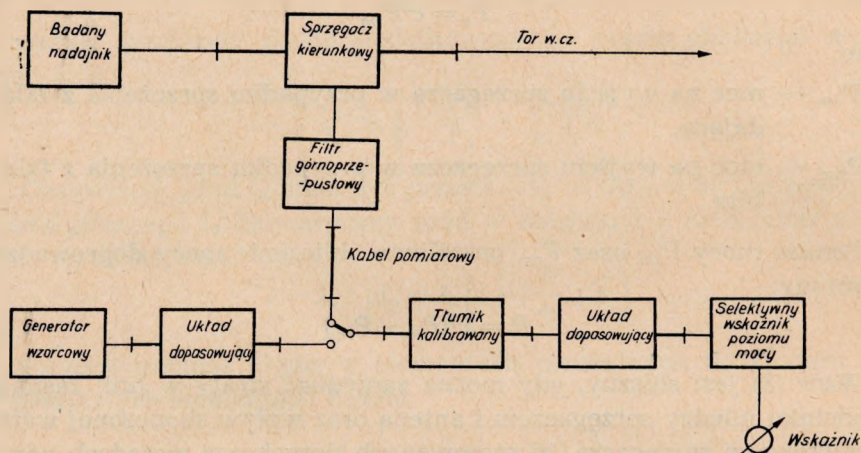 Badany
nadajnik
Sprzęgacz
kierunkowy
Tor w.cz.
Filtr
górnoprze-
-pustowy
Kabel pomiarowy
Generator
wzorcowy
Układ
dopasowujący
Tłumik
kalibrowany
Układ
dopasowujący
Selektywny
wskaźnik
poziomu
mocy
Wskaźnik